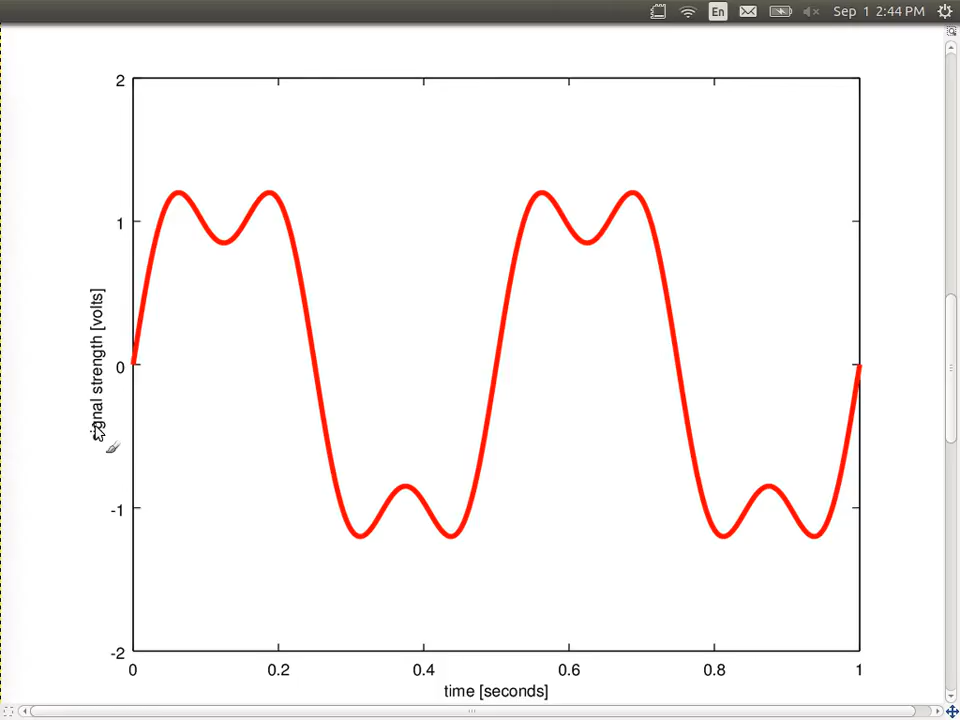 En Sep 1 2:44 PM
2
1
0
-1
-2
signal strength [volts]
0 0.2 0.4 0.6 0.8 1
time [seconds]